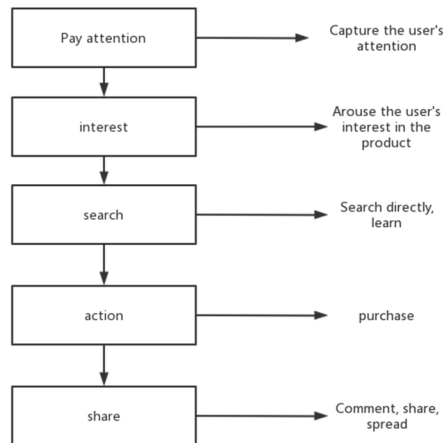 Pay attention
Capture the user's
attention
interest
Arouse the user's
interest in the
product
search
Search directly,
learn
action
purchase
share
Comment, share,
spread